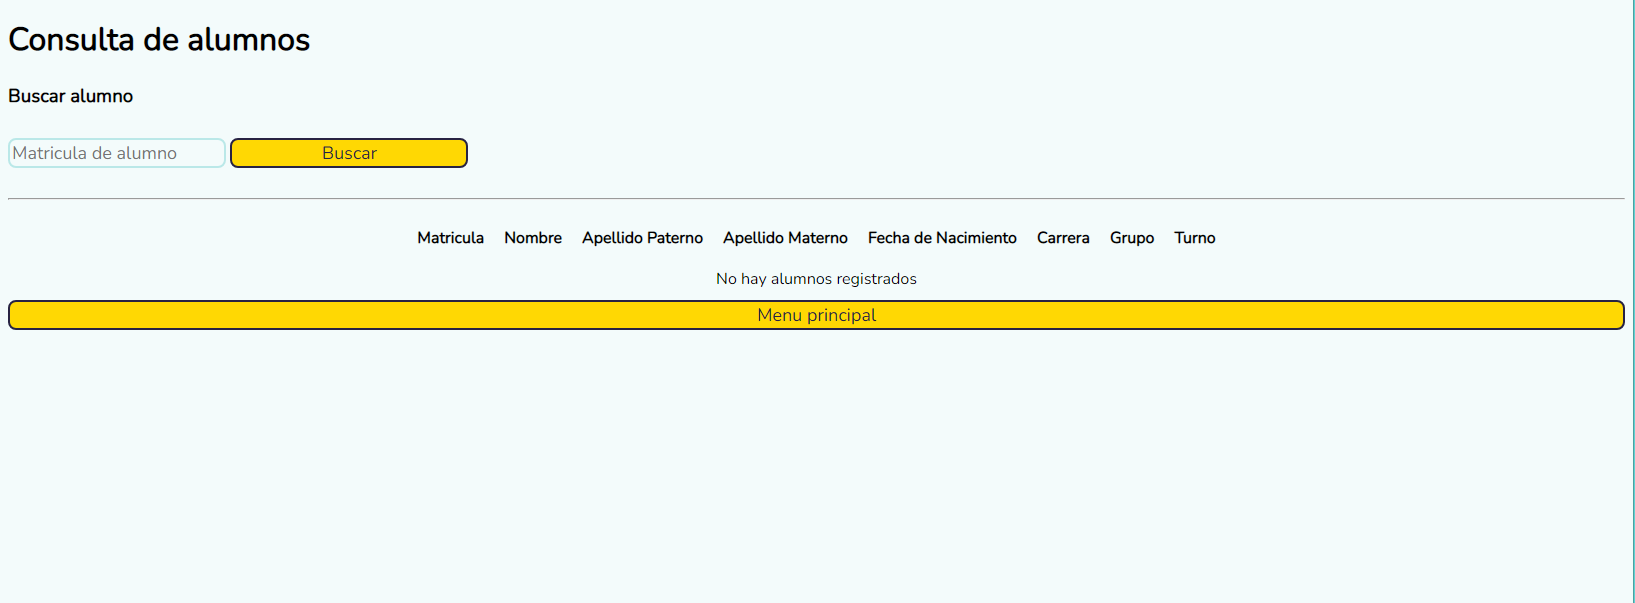 Consulta de alumnos
Buscar alumno
Matricula de alumno Buscar
Matricula Nombre Apellido Paterno Apellido Materno Fecha de Nacimiento Carrera Grupo Turno
No hay alumnos registrados
Menu principal